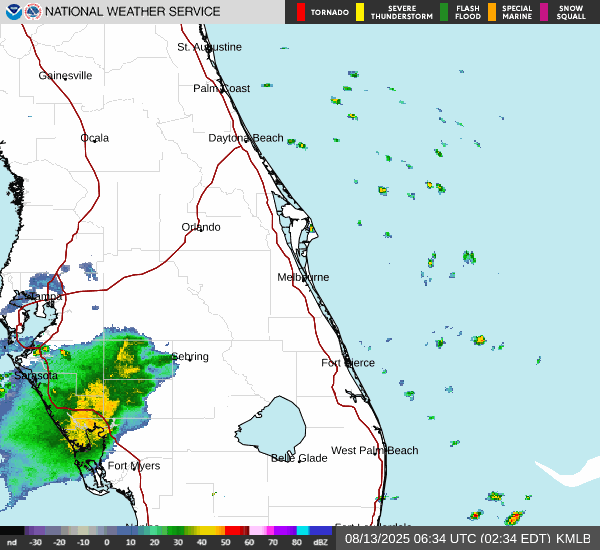 NATIONAL WEATHER SERVICE
TORNADO
SEVERE
THUNDERSTORM
FLASH
FLOOD
SPECIAL
MARINE
SNOW
SQUALL
St. Augustine
Gainesville
Palm Coast
Ocala
Daytona Beach
Orlando
Melbourne
Tampa
Sebring
Fort Pierce
Sarasota
West Palm Beach
Belle Glade
Fort Myers
nd -30 -20 -10 0 10 20 30 40 50 60 70 80 dBZ
08/13/2025 06:34 UTC (02:34 EDT) KMLB